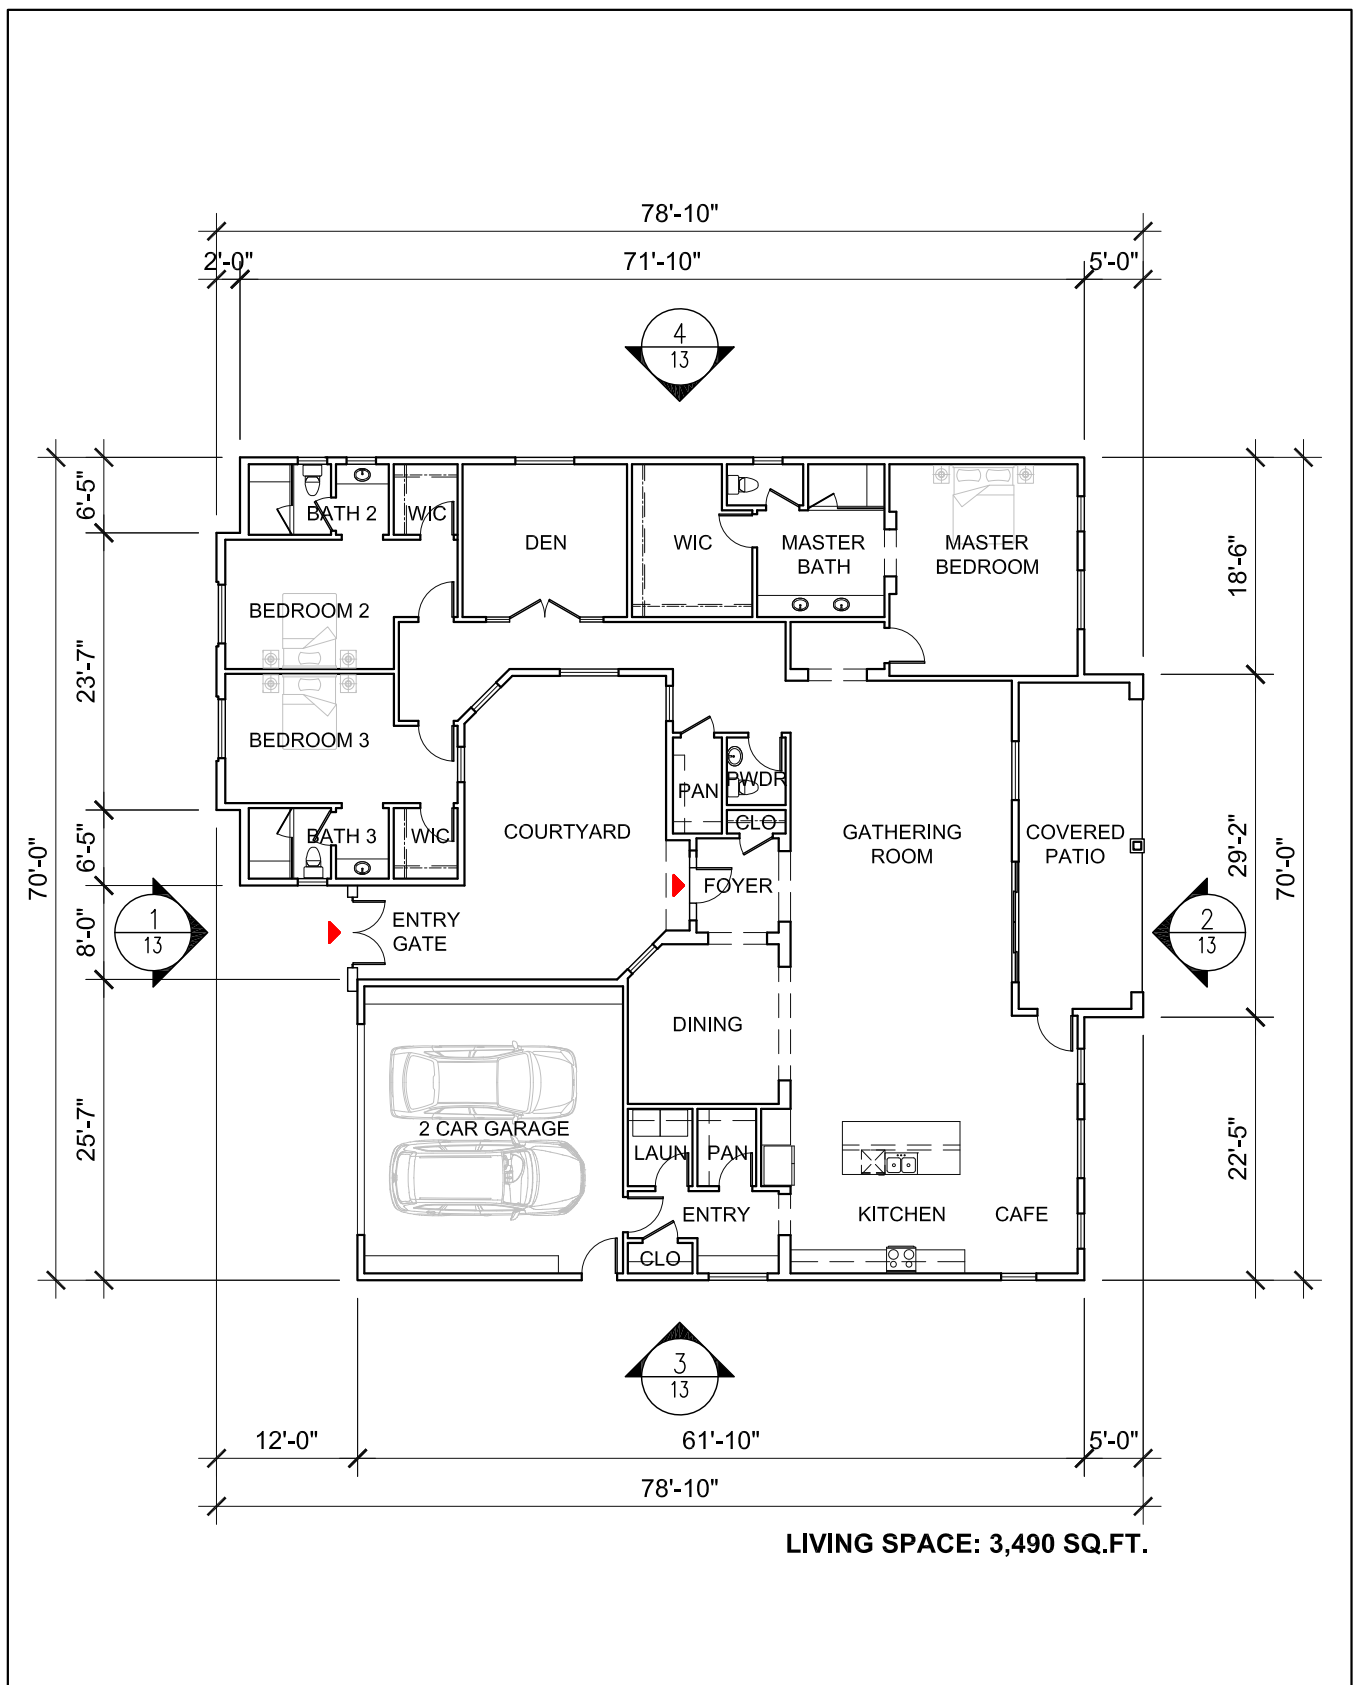 78'-10"
2'-0"
71'-10"
5'-0"
4
13
6'-5"
23'-7"
6'-5"
8'-0"
25'-7"
70'-0"
18'-6"
29'-2"
22'-5"
70'-0"
BATH 2
WIC
DEN
WIC
MASTER
BATH
MASTER
BEDROOM
BEDROOM 2
BEDROOM 3
BATH 3
WIC
COURTYARD
PAN
PWDR
CLO
GATHERING
ROOM
COVERED
PATIO
FOYER
1
13
ENTRY
GATE
2
13
DINING
2 CAR GARAGE
LAUN
PAN
ENTRY
KITCHEN
CAFE
CLO
3
13
12'-0"
61'-10"
5'-0"
78'-10"
LIVING SPACE: 3,490 SQ.FT.